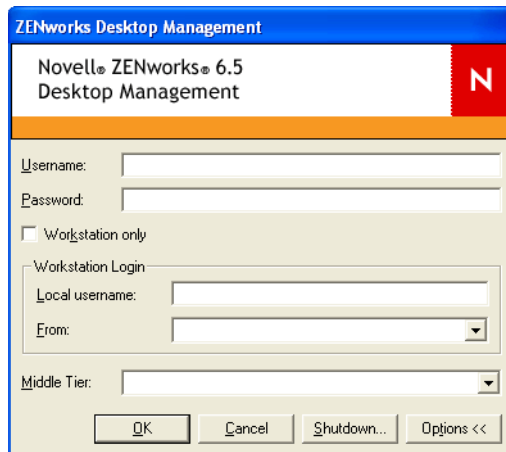 ZENworks Desktop Management
Novell® ZENworks® 6.5
Desktop Management
N
Username:
Password:
Workstation only
Workstation Login
Local username:
From:
Middle Tier:
OK Cancel Shutdown... Options <<